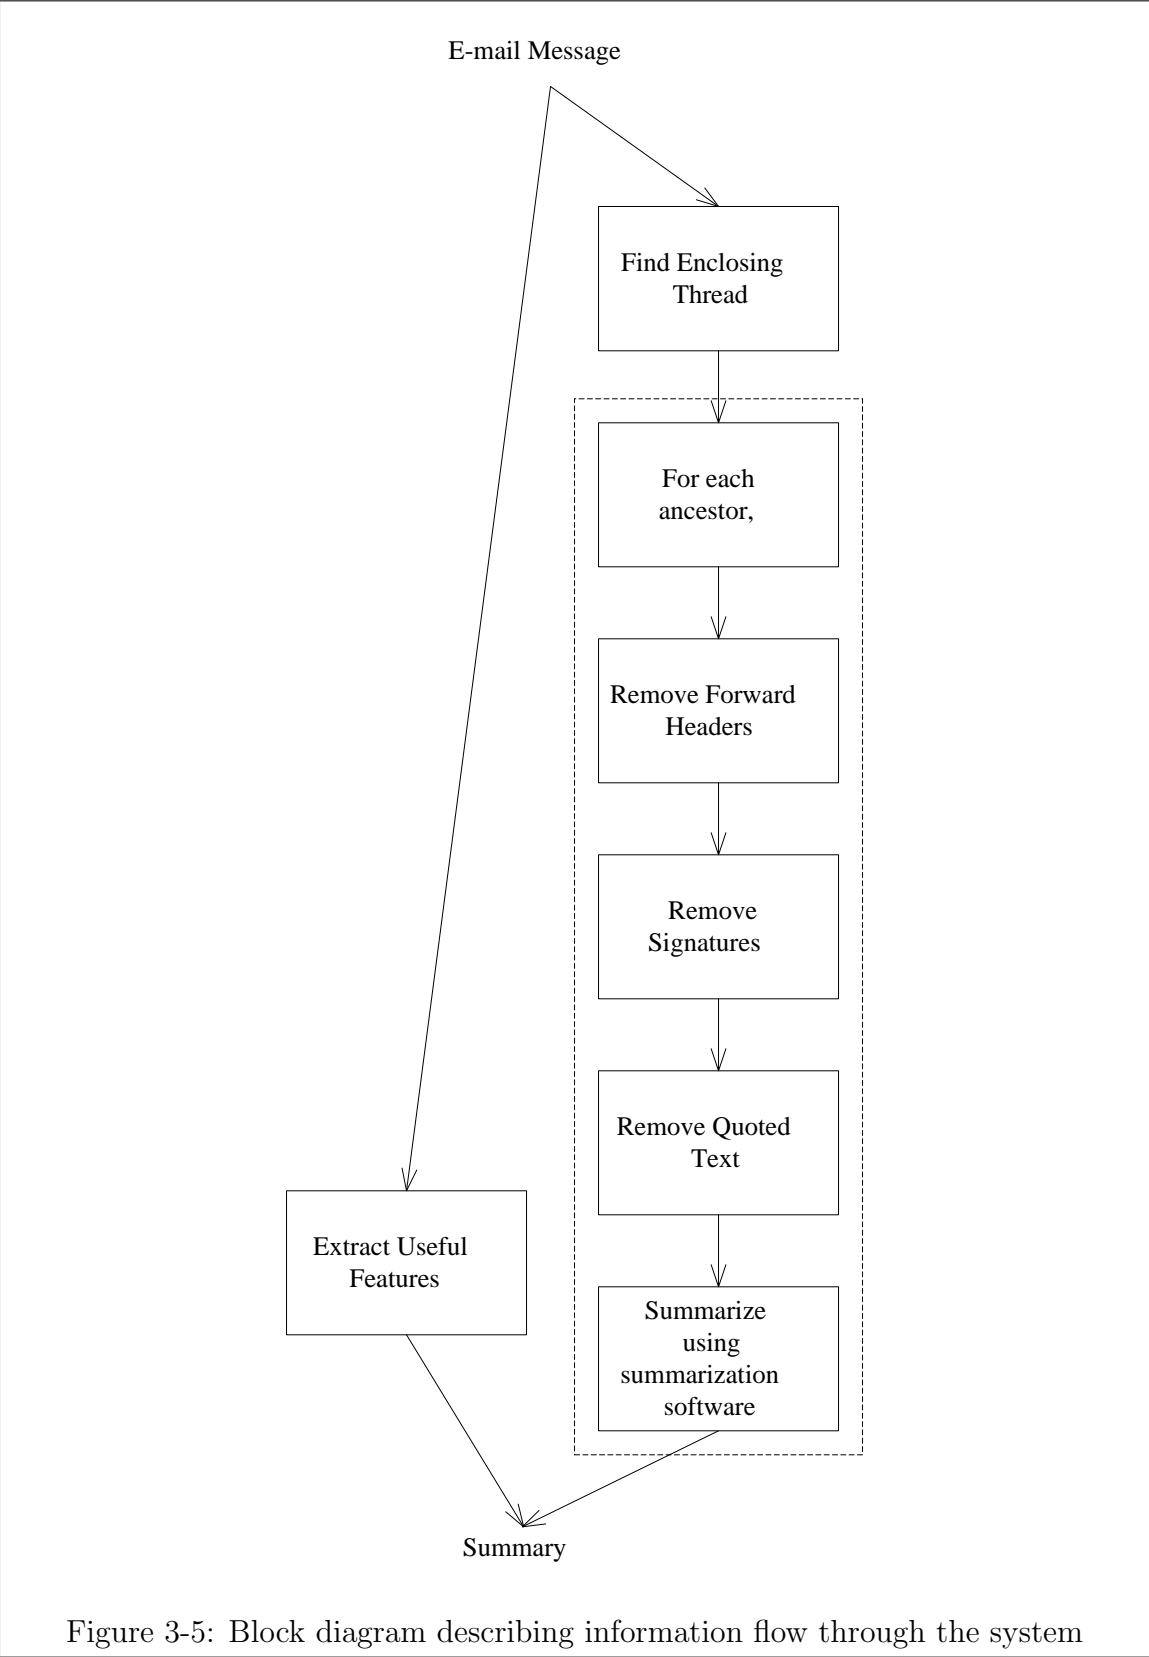 E-mail Message
Find Enclosing
Thread
For each
ancestor,
Remove Forward
Headers
Remove
Signatures
Remove Quoted
Text
Extract Useful
Features
Summarize
using
summarization
software
Summary
Figure 3-5: Block diagram describing information flow through the system